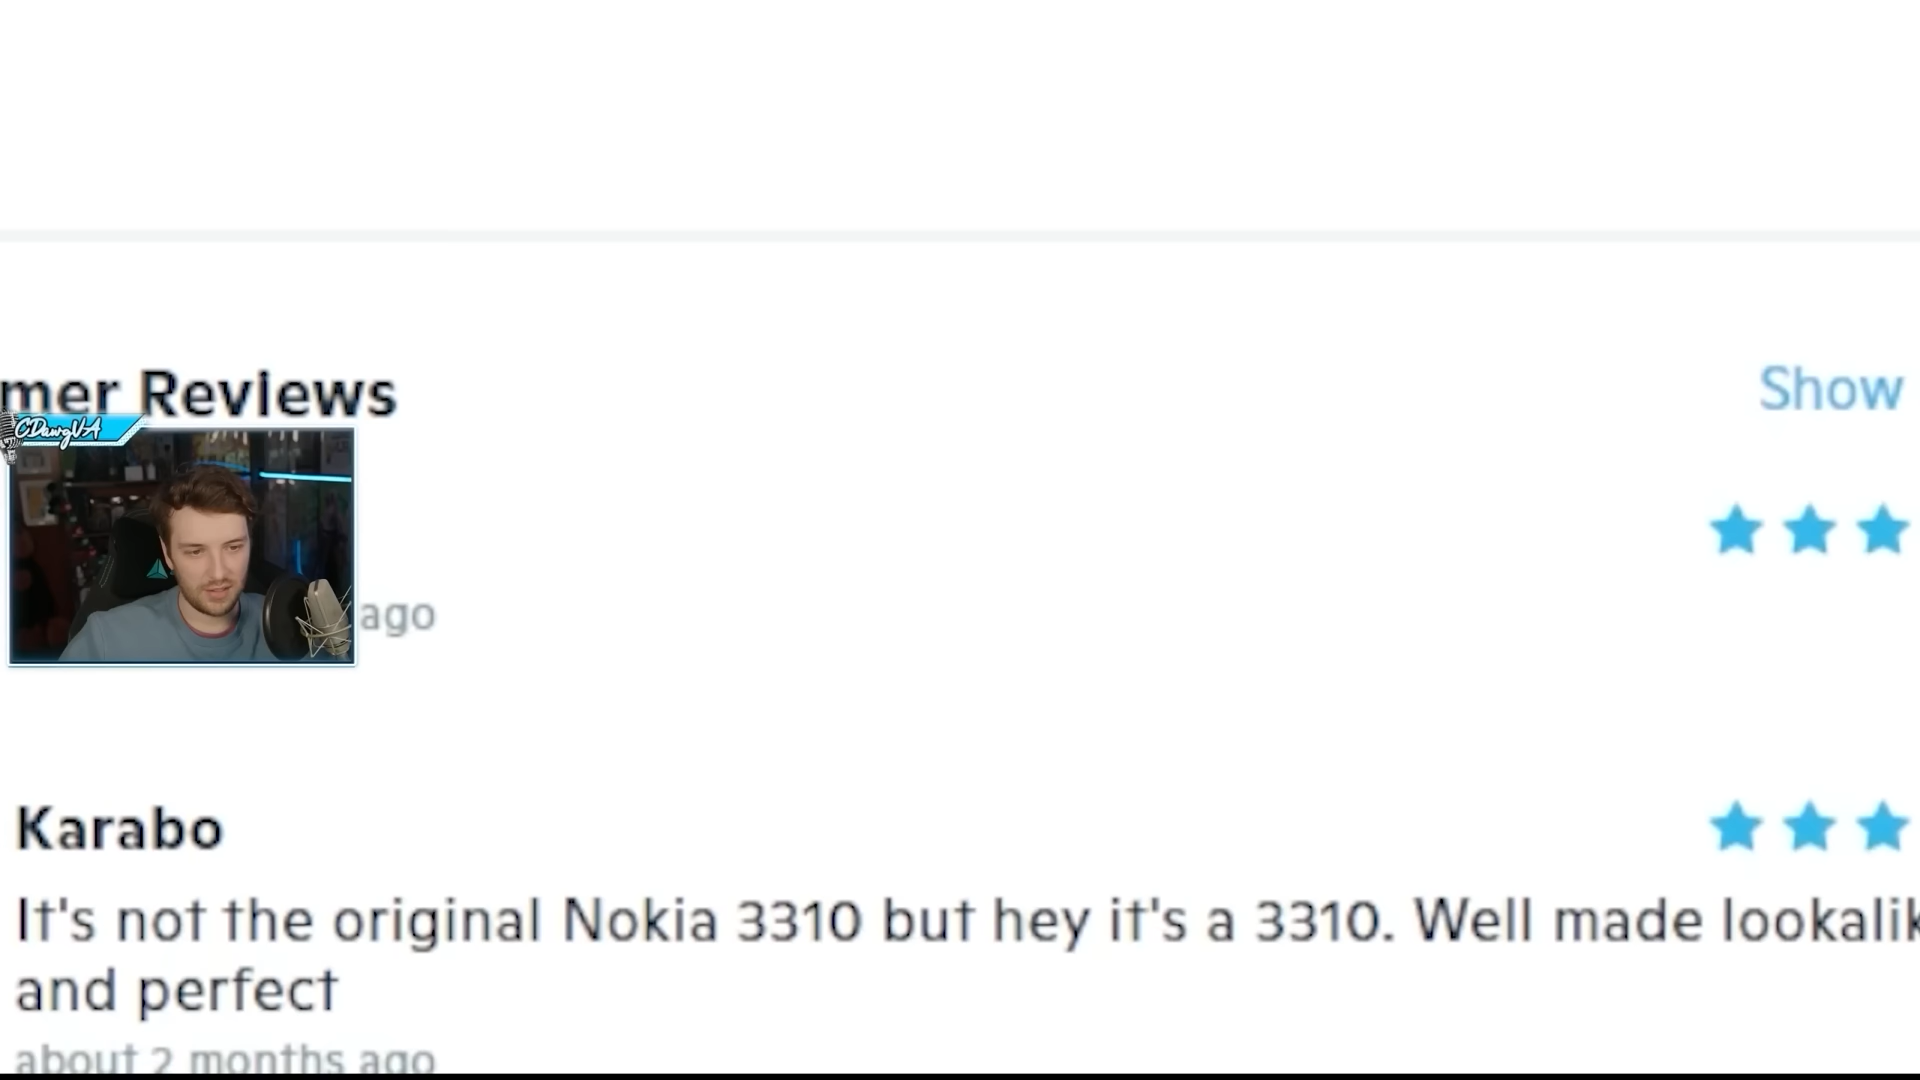 mer Reviews
Show
CDawgVA
ago
Karabo
It's not the original Nokia 3310 but hey it's a 3310. Well made lookalik
and perfect
about 2 months ago